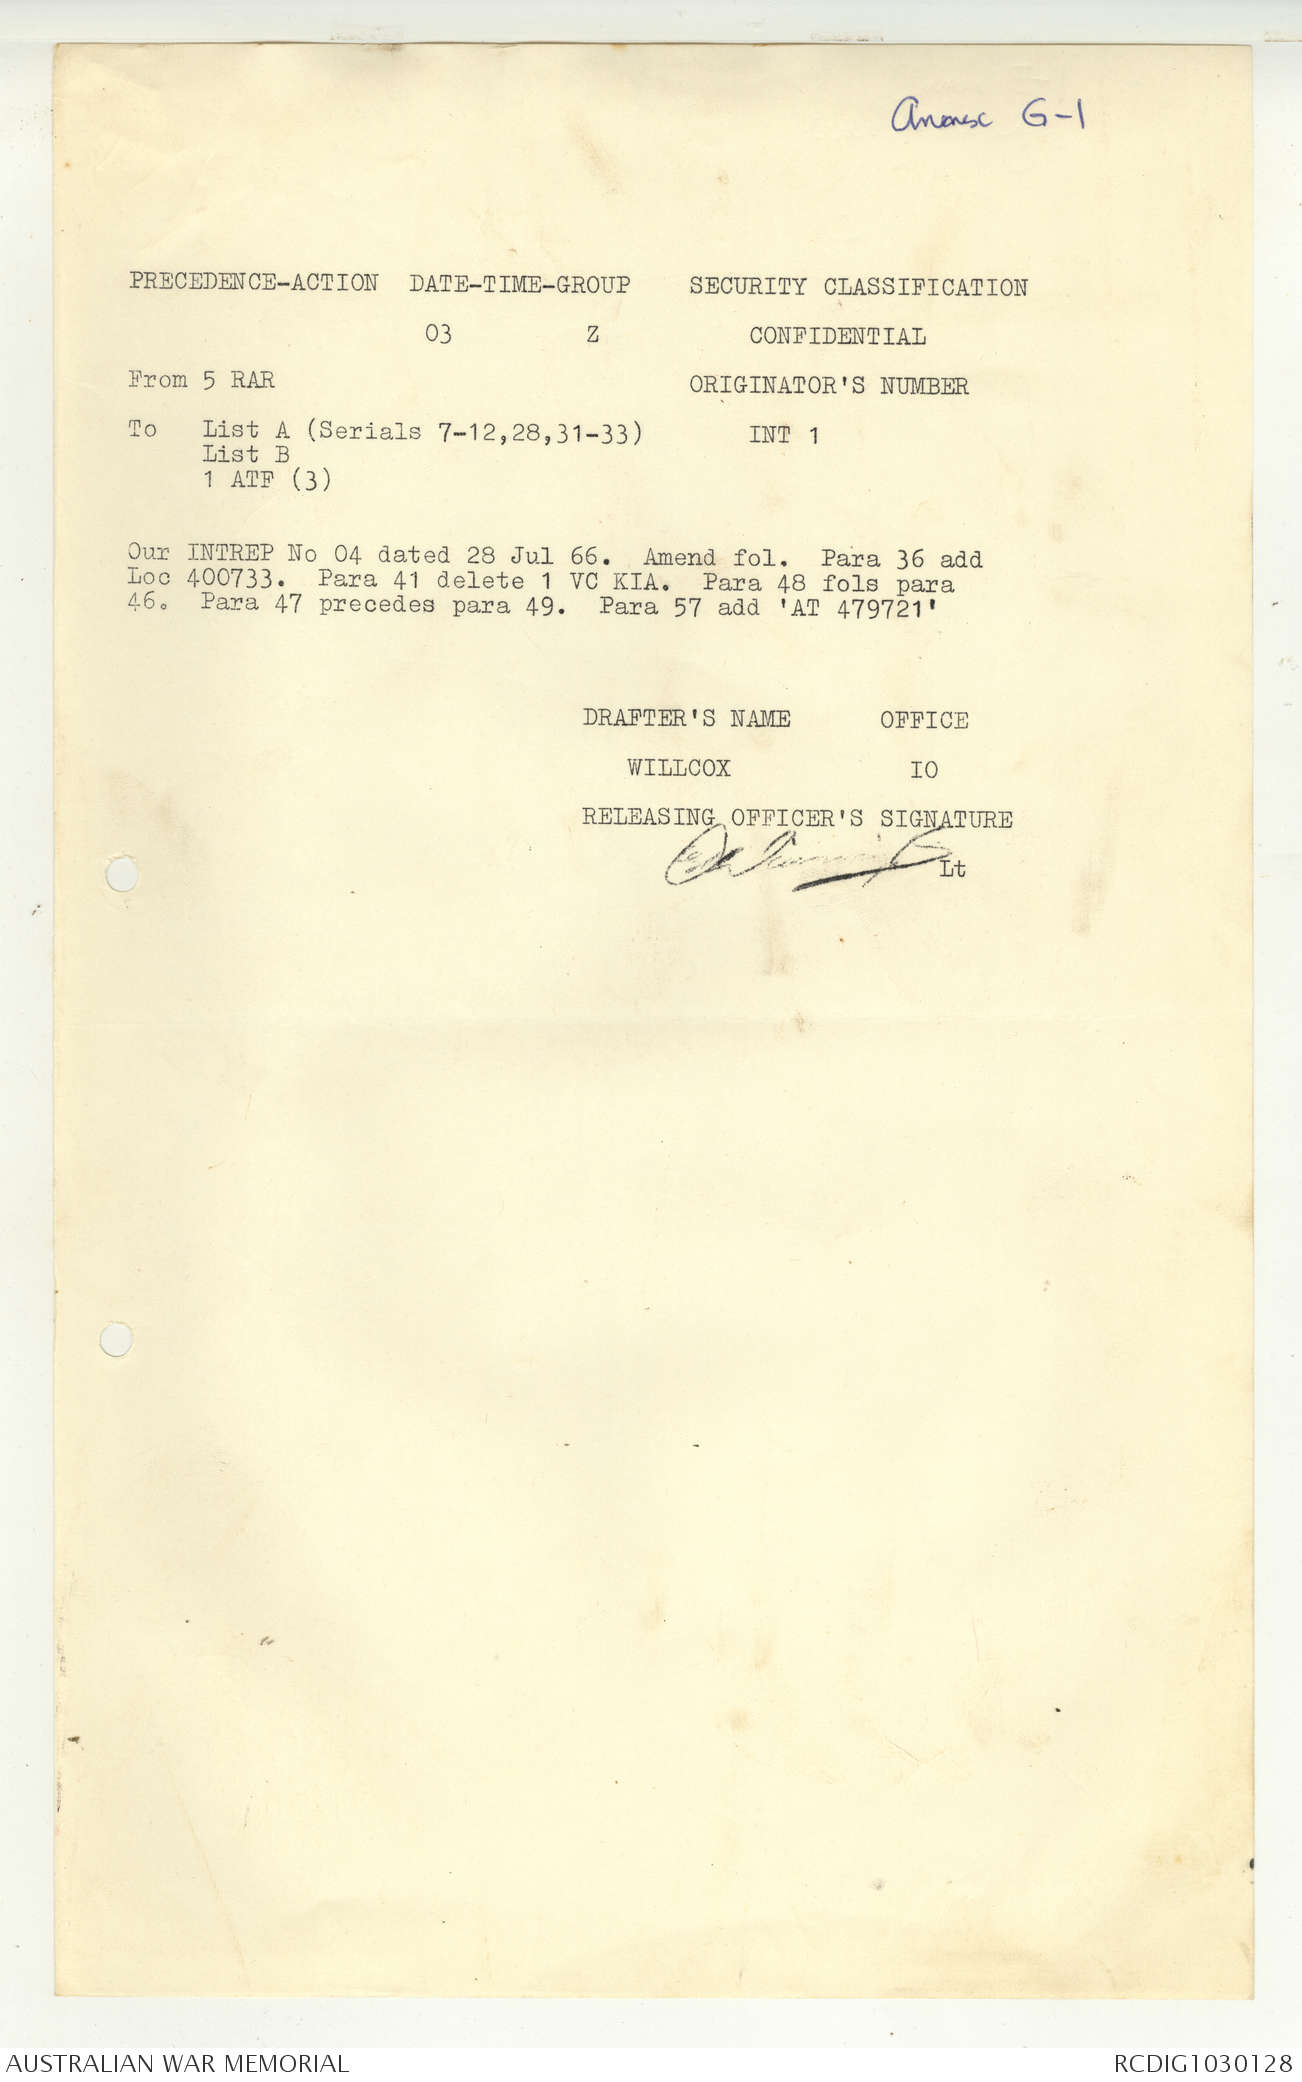 Annex G-1
PRECEDENCE-ACTION DATE-TIME-GROUP SECURITY CLASSIFICATION
03 Z CONFIDENTIAL
From 5 RAR ORIGINATOR'S NUMBER
To List A (Serials 7-12,28,31-33) INT 1
List B
1 ATF (3)
Our INTREP No 04 dated 28 Jul 66. Amend fol. Para 36 add
Loc 400733. Para 41 delete 1 VC KIA. Para 48 fols para
46. Para 47 precedes para 49. Para 57 add 'AT 479721'
DRAFTER'S NAME OFFICE
WILLCOX IO
RELEASING OFFICER'S SIGNATURE
Lt
AUSTRALIAN WAR MEMORIAL RCDIG1030128